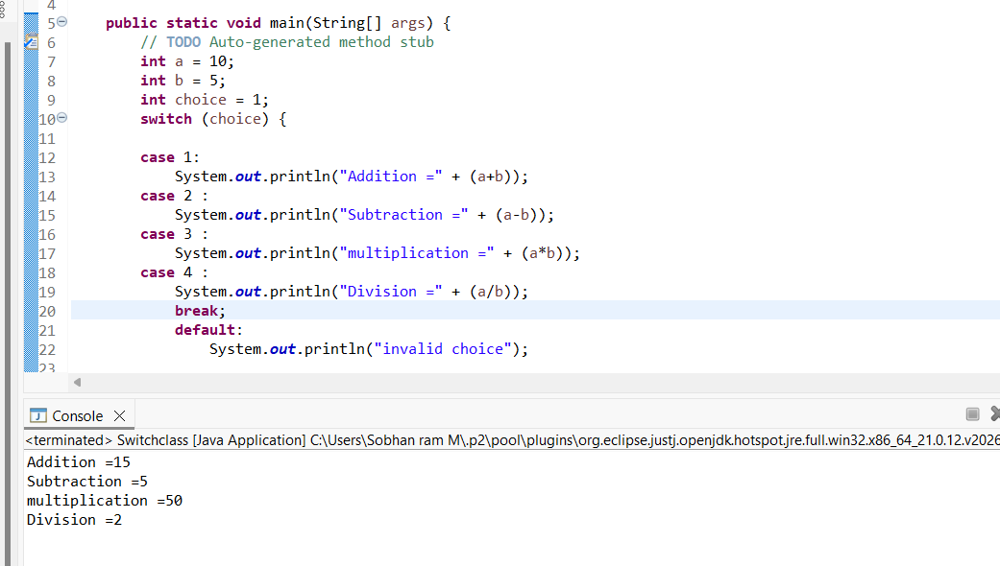 4
5 public static void main(String[] args) {
6 // TODO Auto-generated method stub
7 int a = 10;
8 int b = 5;
9 int choice = 1;
10 switch (choice) {
11
12 case 1:
13 System.out.println("Addition =" + (a+b));
14 case 2 :
15 System.out.println("Subtraction =" + (a-b));
16 case 3 :
17 System.out.println("multiplication =" + (a*b));
18 case 4 :
19 System.out.println("Division =" + (a/b));
20 break;
21 default:
22 System.out.println("invalid choice");
23
Console
<terminated> Switchclass [Java Application] C:\Users\Sobhan ram M\.p2\pool\plugins\org.eclipse.justj.openjdk.hotspot.jre.full.win32.x86_64_21.0.12.v2026
Addition =15
Subtraction =5
multiplication =50
Division =2